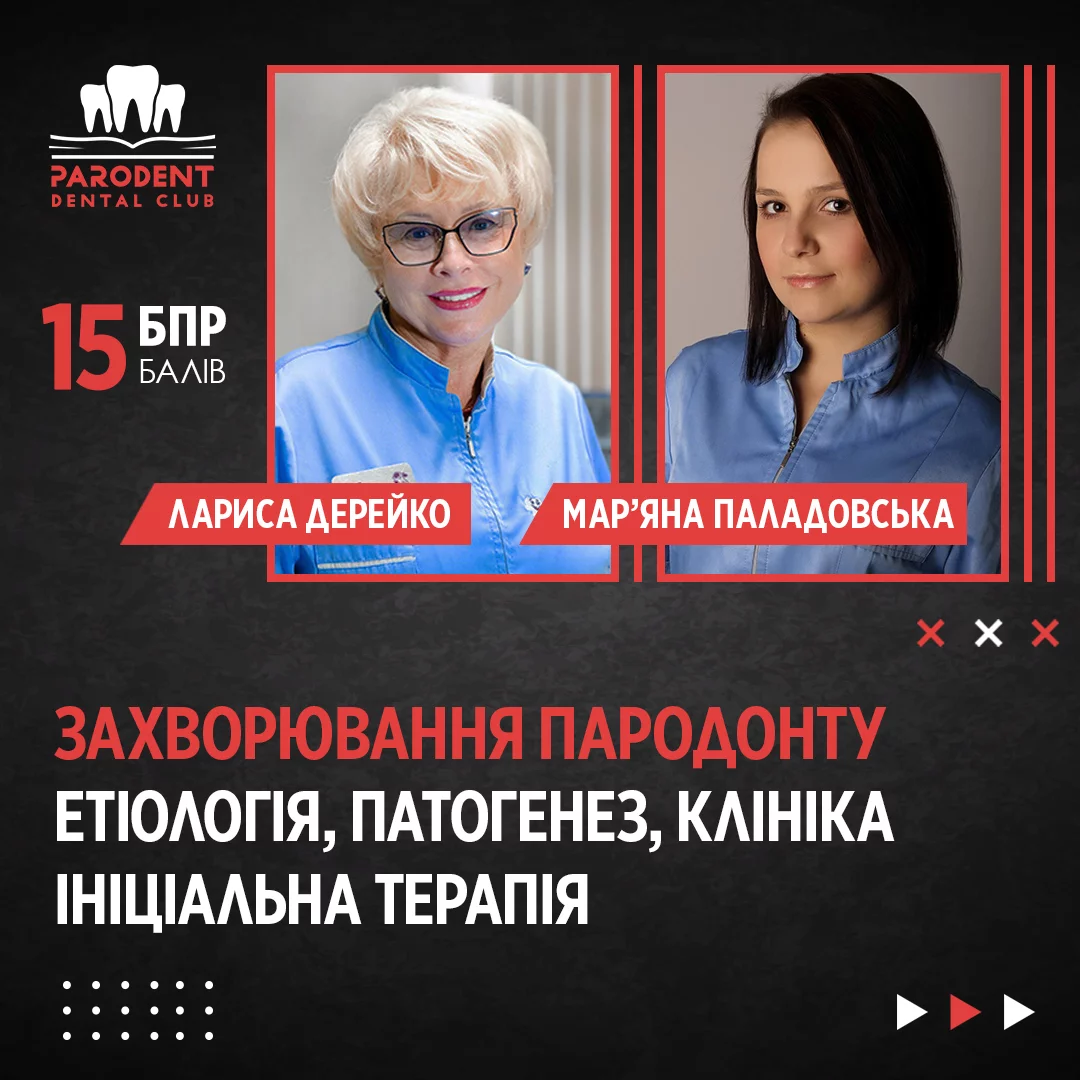 PARODENT
DENTAL CLUB
15 БПР
БАЛІВ
ЛАРИСА ДЕРЕЙКО
МАР’ЯНА ПАЛАДОВСЬКА
ЗАХВОРЮВАННЯ ПАРОДОНТУ
ЕТІОЛОГІЯ, ПАТОГЕНЕЗ, КЛІНІКА
ІНІЦІАЛЬНА ТЕРАПІЯ